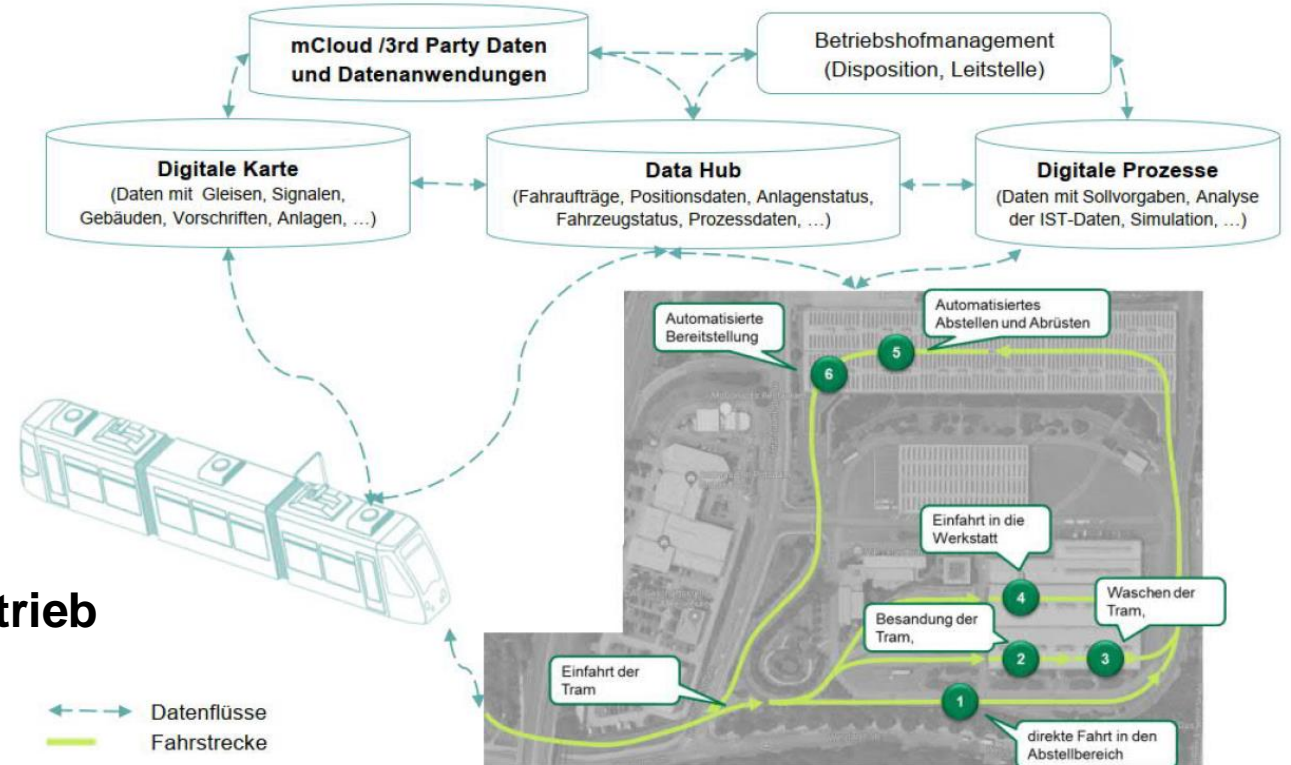 mCloud /3rd Party Daten
und Datenanwendungen
Betriebshofmanagement
(Disposition, Leitstelle)
Digitale Karte
(Daten mit Gleisen, Signalen,
Gebäuden, Vorschriften, Anlagen, …)
Data Hub
(Fahraufträge, Positionsdaten, Anlagenstatus,
Fahrzeugstatus, Prozessdaten, …)
Digitale Prozesse
(Daten mit Sollvorgaben, Analyse
der IST-Daten, Simulation, …)
Automatisierte
Bereitstellung
Automatisiertes
Abstellen und Abrüsten
5
6
Einfahrt in die
Werkstatt
4
Waschen der
Tram,
Besandung der
Tram,
2
3
Einfahrt der
Tram
1
direkte Fahrt in den
Abstellbereich
trieb
Datenflüsse
Fahrstrecke